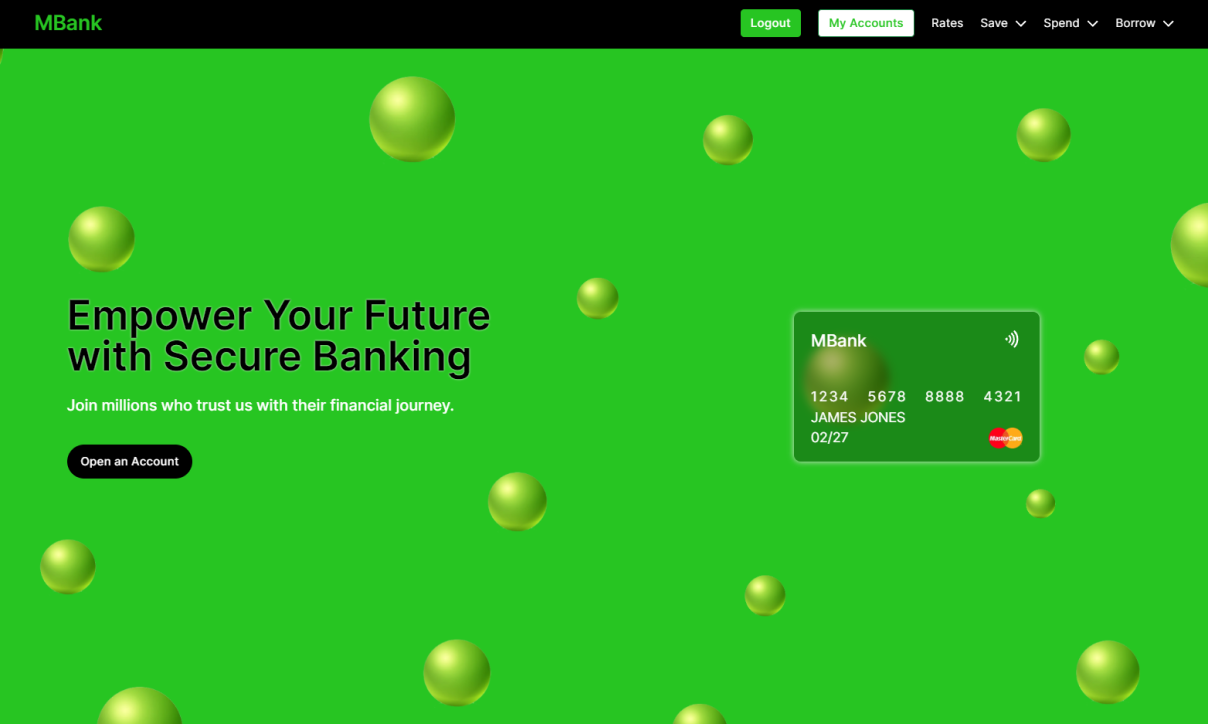 MBank
Logout My Accounts Rates Save Spend Borrow
Empower Your Future
with Secure Banking
Join millions who trust us with their financial journey.
Open an Account
MBank
1234 5678 8888 4321
JAMES JONES
02/27
MasterCard